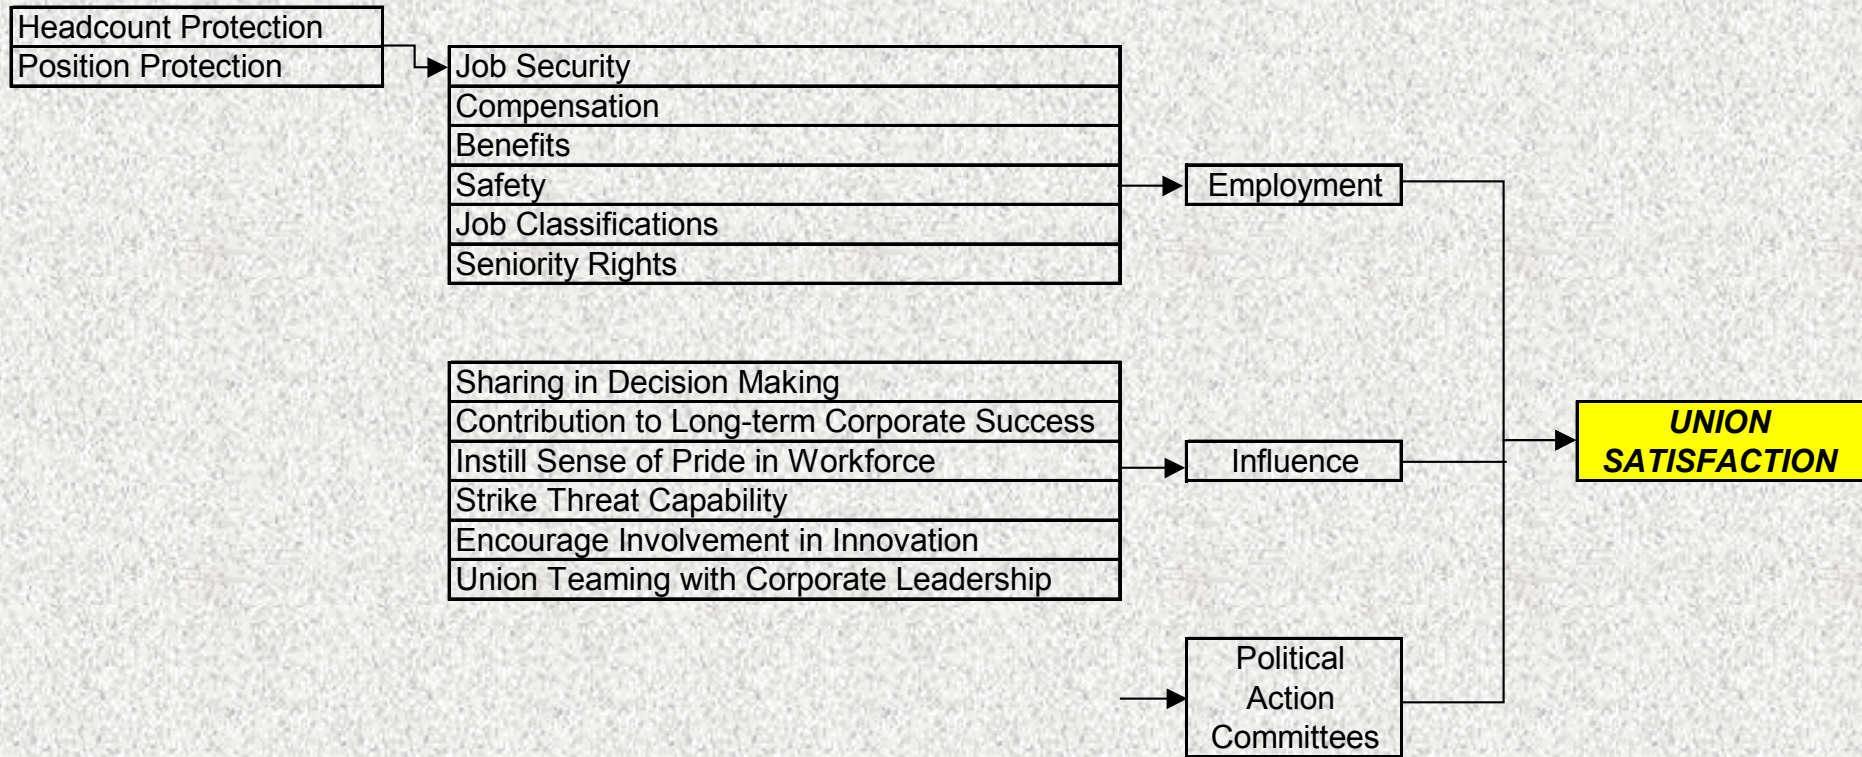 Headcount Protection
Position Protection
Job Security
Compensation
Benefits
Safety
Job Classifications
Seniority Rights
Employment
Sharing in Decision Making
Contribution to Long-term Corporate Success
Instill Sense of Pride in Workforce
Strike Threat Capability
Encourage Involvement in Innovation
Union Teaming with Corporate Leadership
Influence
UNION
SATISFACTION
Political
Action
Committees